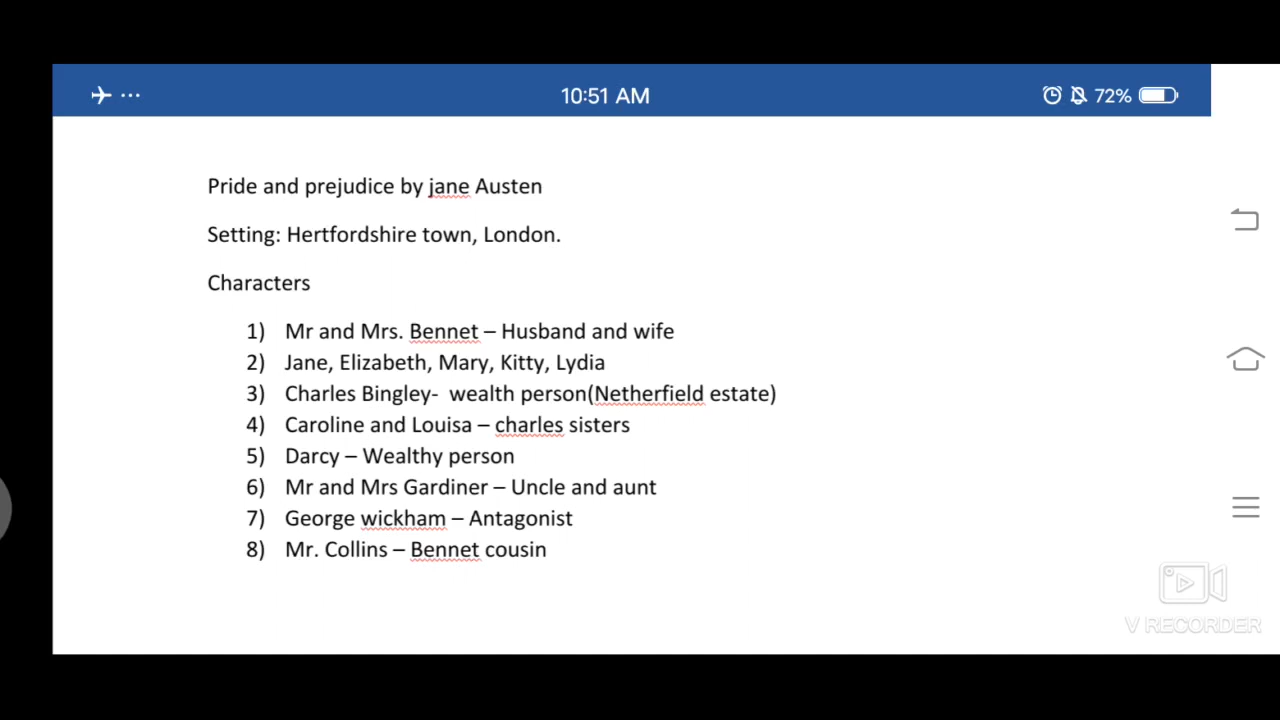 10:51 AM
72%
Pride and prejudice by jane Austen
Setting: Hertfordshire town, London.
Characters
1) Mr and Mrs. Bennet – Husband and wife
2) Jane, Elizabeth, Mary, Kitty, Lydia
3) Charles Bingley-  wealth person(Netherfield estate)
4) Caroline and Louisa – charles sisters
5) Darcy – Wealthy person
6) Mr and Mrs Gardiner – Uncle and aunt
7) George wickham – Antagonist
8) Mr. Collins – Bennet cousin
V RECORDER